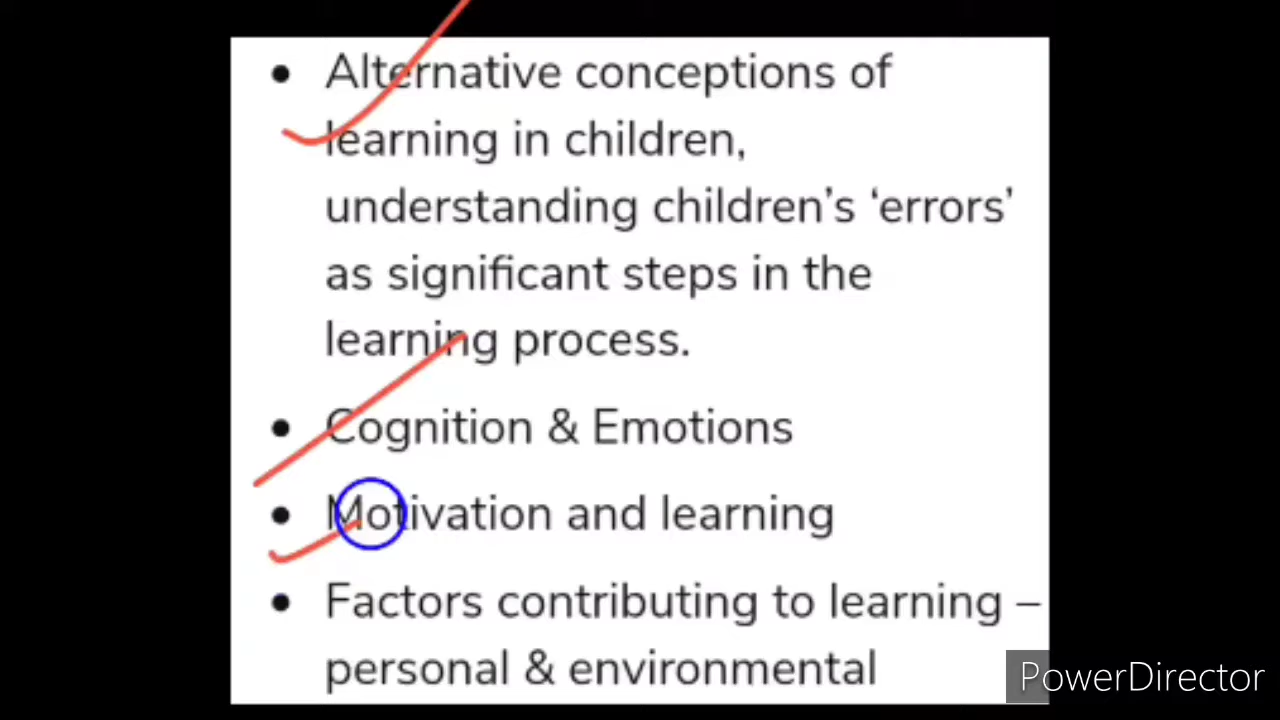 • Alternative conceptions of
learning in children,
understanding children’s ‘errors’
as significant steps in the
learning process.
• Cognition & Emotions
• Motivation and learning
• Factors contributing to learning –
personal & environmental
PowerDirector